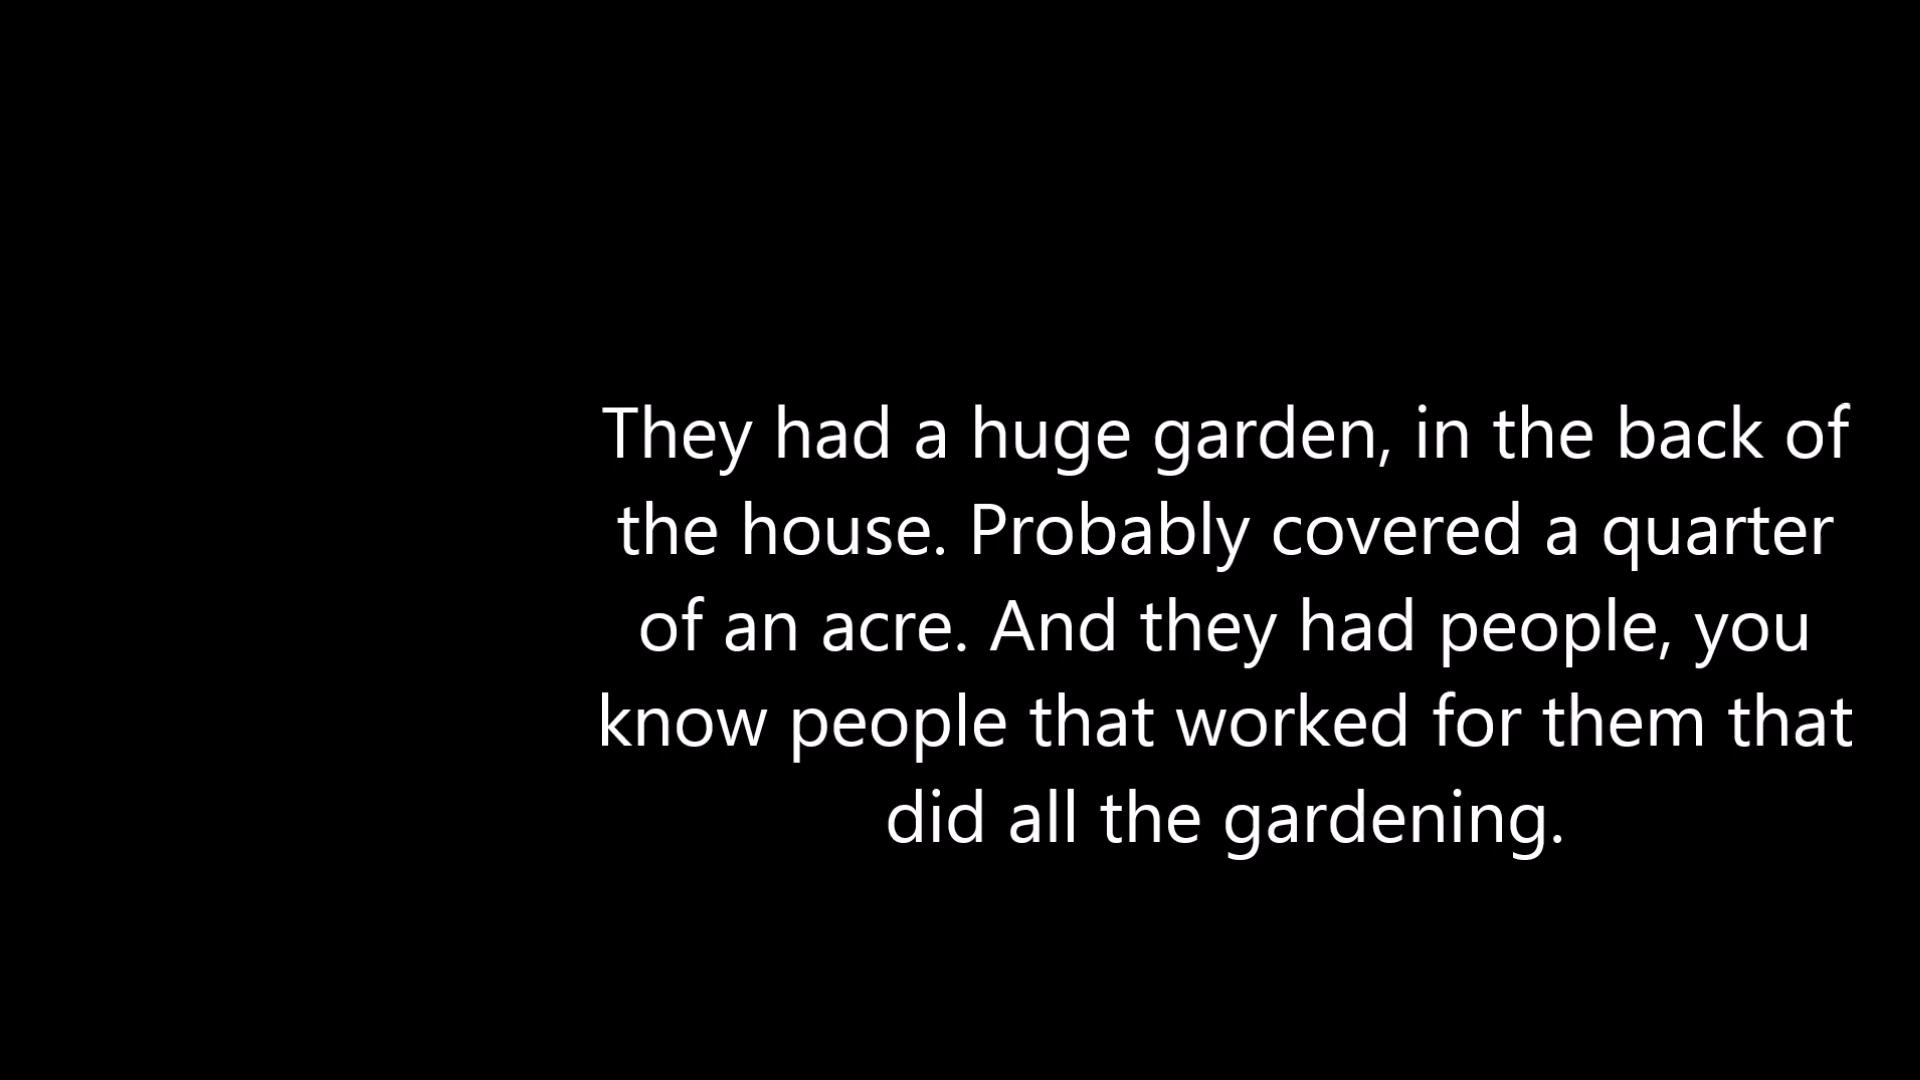 They had a huge garden, in the back of
the house. Probably covered a quarter
of an acre. And they had people, you
know people that worked for them that
did all the gardening.